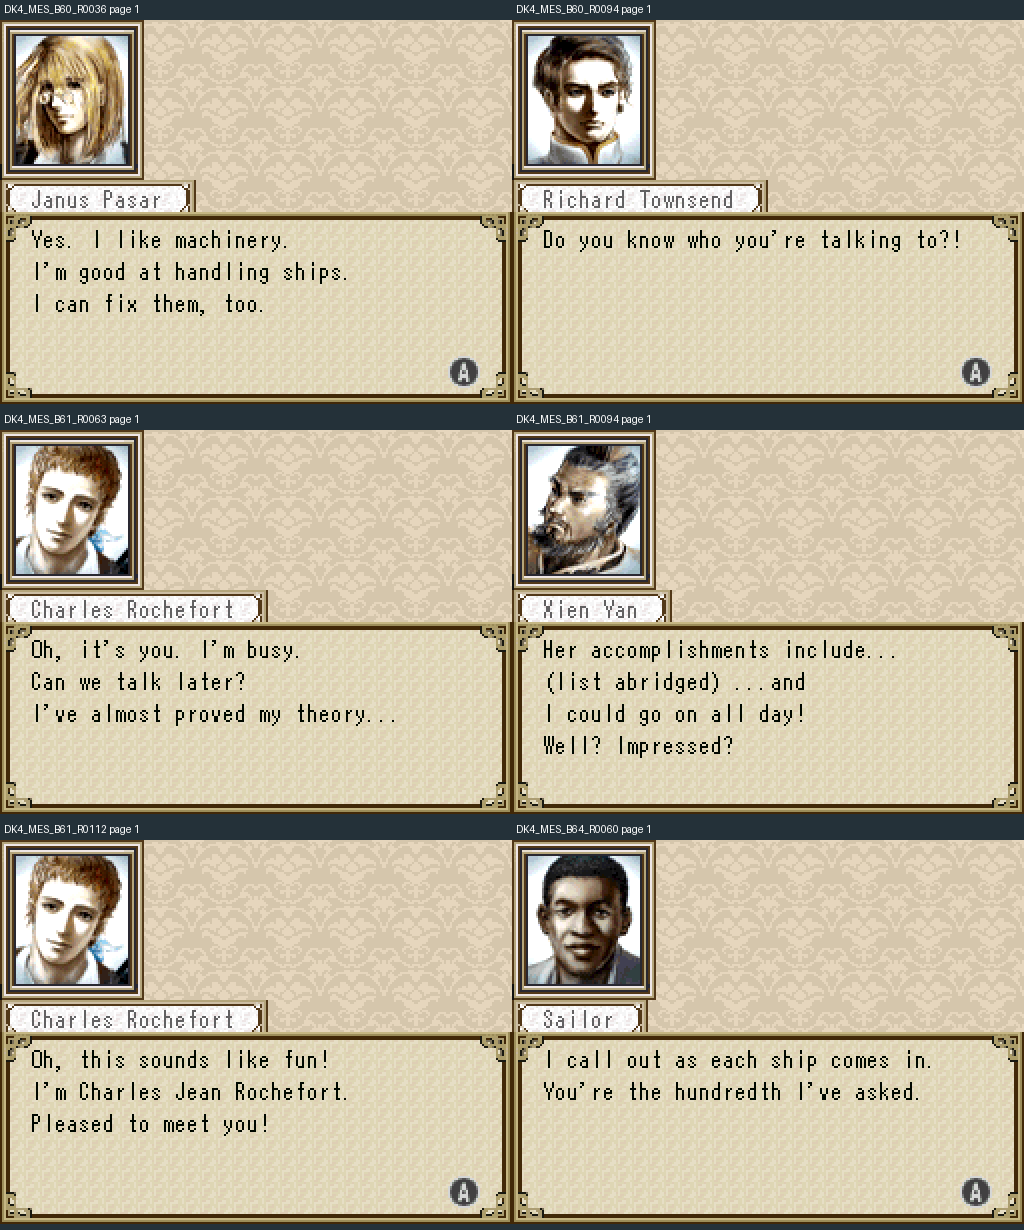 DK4_MES_B60_R0036 page 1
Janus Pasar
Yes. I like machinery.
I'm good at handling ships.
I can fix them, too.
A
DK4_MES_B60_R0094 page 1
Richard Townsend
Do you know who you're talking to?!
A
DK4_MES_B61_R0063 page 1
Charles Rochefort
Oh, it's you. I'm busy.
Can we talk later?
I've almost proved my theory...
DK4_MES_B61_R0094 page 1
Xien Yan
Her accomplishments include...
(list abridged) ...and
I could go on all day!
Well? Impressed?
DK4_MES_B61_R0112 page 1
Charles Rochefort
Oh, this sounds like fun!
I'm Charles Jean Rochefort.
Pleased to meet you!
A
DK4_MES_B64_R0060 page 1
Sailor
I call out as each ship comes in.
You're the hundredth I've asked.
A